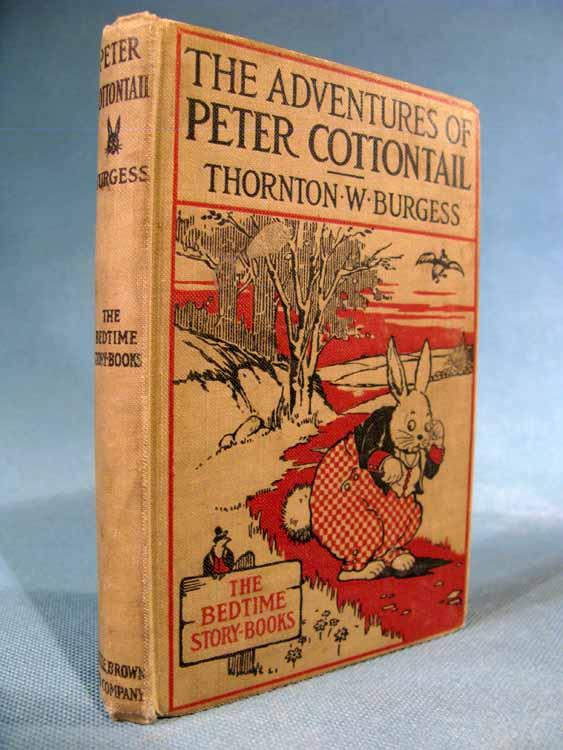 THE ADVENTURES OF
PETER COTTONTAIL
THORNTON·W·BURGESS
THE
BEDTIME
STORY-BOOKS
PETER
COTTONTAIL
BURGESS
THE
BEDTIME
STORY-BOOKS
BROWN
COMPANY